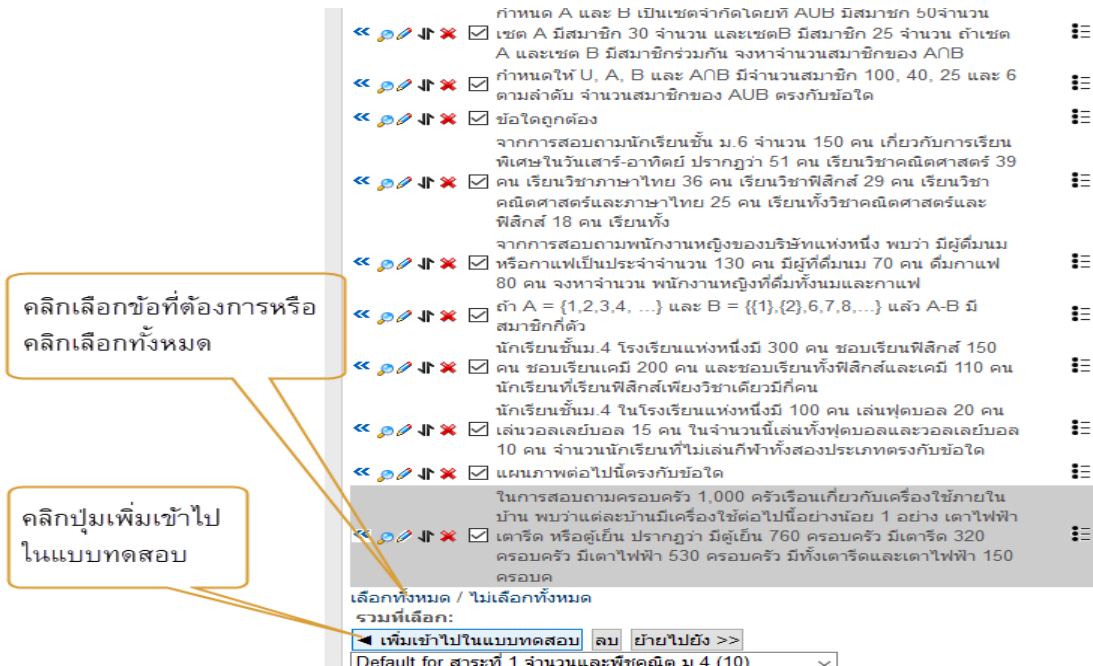 กำหนด A และ B เป็นเซตจำกัดโดยที่ AUB มีสมาชิก 50จำนวน
เซต A มีสมาชิก 30 จำนวน และเซตB มีสมาชิก 25 จำนวน ถ้าเซต
A และเซต B มีสมาชิกร่วมกัน จงหาจำนวนสมาชิกของ A∩B
กำหนดให้ U, A, B และ A∩B มีจำนวนสมาชิก 100, 40, 25 และ 6
ตามลำดับ จำนวนสมาชิกของ AUB ตรงกับข้อใด
ข้อใดถูกต้อง
จากการสอบถามนักเรียนชั้น ม.6 จำนวน 150 คน เกี่ยวกับการเรียน
พิเศษในวันเสาร์-อาทิตย์ ปรากฏว่า 51 คน เรียนวิชาคณิตศาสตร์ 39
คน เรียนวิชาภาษาไทย 36 คน เรียนวิชาฟิสิกส์ 29 คน เรียนวิชา
คณิตศาสตร์และภาษาไทย 25 คน เรียนทั้งวิชาคณิตศาสตร์และ
ฟิสิกส์ 18 คน เรียนทั้ง
จากการสอบถามพนักงานหญิงของบริษัทแห่งหนึ่ง พบว่า มีผู้ดื่มนม
หรือกาแฟเป็นประจำจำนวน 130 คน มีผู้ที่ดื่มนม 70 คน ดื่มกาแฟ
80 คน จงหาจำนวน พนักงานหญิงที่ดื่มทั้งนมและกาแฟ
ถ้า A = {1,2,3,4, ...} และ B = {{1},{2},6,7,8,...} แล้ว A-B มี
สมาชิกกี่ตัว
นักเรียนชั้นม.4 โรงเรียนแห่งหนึ่งมี 300 คน ชอบเรียนฟิสิกส์ 150
คน ชอบเรียนเคมี 200 คน และชอบเรียนทั้งฟิสิกส์และเคมี 110 คน
นักเรียนที่เรียนฟิสิกส์เพียงวิชาเดียวมีกี่คน
นักเรียนชั้นม.4 ในโรงเรียนแห่งหนึ่งมี 100 คน เล่นฟุตบอล 20 คน
เล่นวอลเลย์บอล 15 คน ในจำนวนนี้เล่นทั้งฟุตบอลและวอลเลย์บอล
10 คน จำนวนนักเรียนที่ไม่เล่นกีฬาทั้งสองประเภทตรงกับข้อใด
แผนภาพต่อไปนี้ตรงกับข้อใด
ในการสอบถามครอบครัว 1,000 ครัวเรือนเกี่ยวกับเครื่องใช้ภายใน
บ้าน พบว่าแต่ละบ้านมีเครื่องใช้ต่อไปนี้อย่างน้อย 1 อย่าง เตาไฟฟ้า
เตารีด หรือตู้เย็น ปรากฏว่า มีตู้เย็น 760 ครอบครัว มีเตารีด 320
ครอบครัว มีเตาไฟฟ้า 530 ครอบครัว มีทั้งเตารีดและเตาไฟฟ้า 150
ครอบค
เลือกทั้งหมด / ไม่เลือกทั้งหมด
รวมที่เลือก:
◄ เพิ่มเข้าไปในแบบทดสอบ ลบ ย้ายไปยัง >>
Default for สาระที่ 1 จำนวนและพีชคณิต ม 4 (10)
คลิกเลือกข้อที่ต้องการหรือ
คลิกเลือกทั้งหมด
คลิกปุ่มเพิ่มเข้าไป
ในแบบทดสอบ